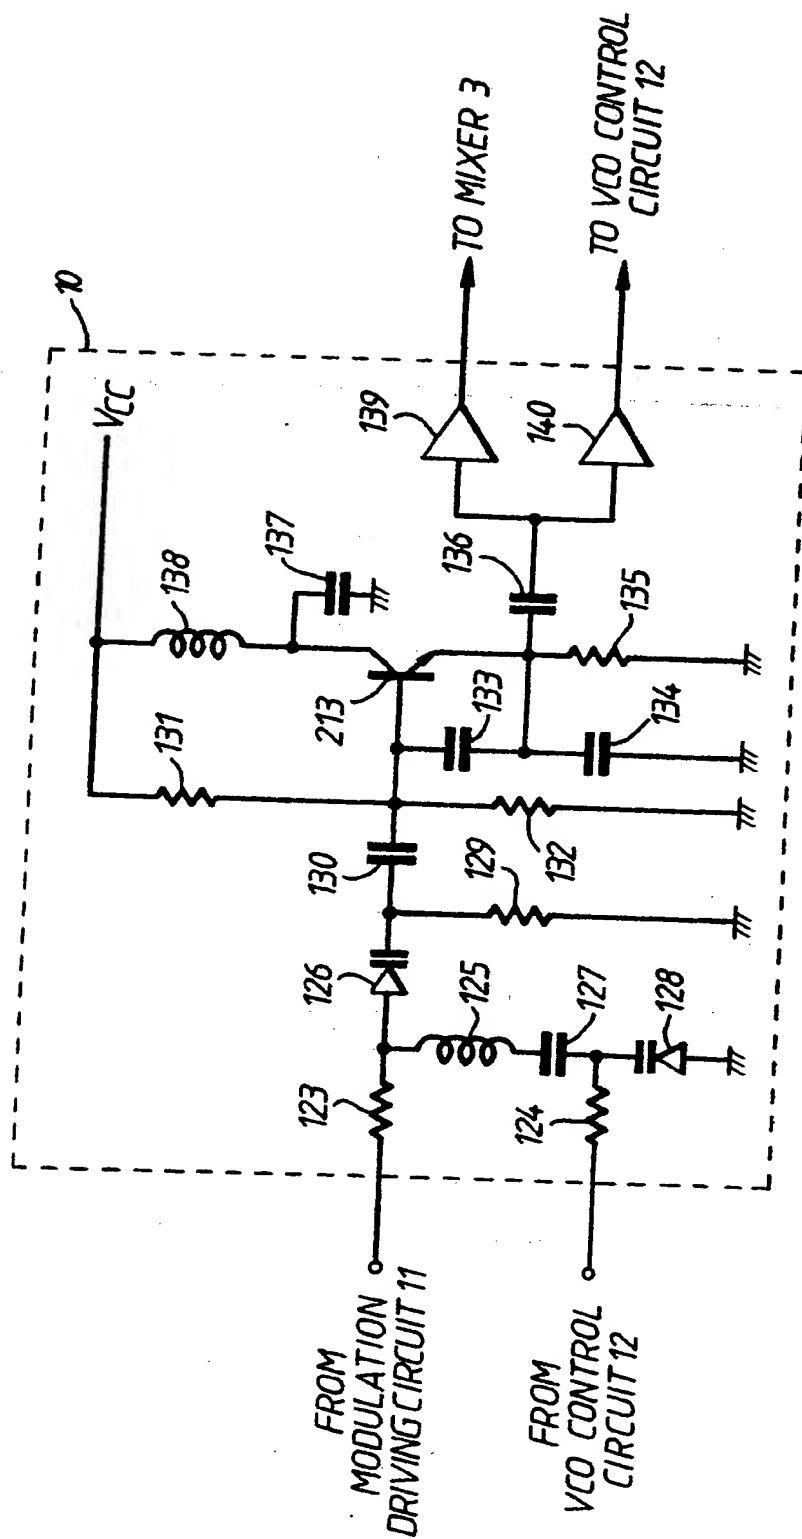 10
VCC
138
137
131
213
133
136
135
134
139
140
TO MIXER 3
TO VCO CONTROL
CIRCUIT 12
130
132
129
126
125
127
128
123
124
FROM
MODULATION
DRIVING CIRCUIT 11
FROM
VCO CONTROL
CIRCUIT 12